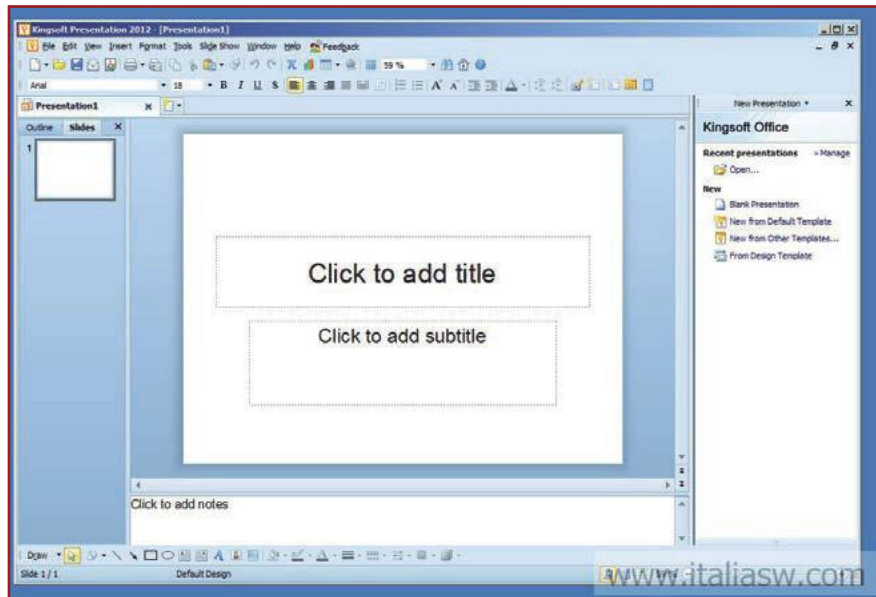 Kingsoft Presentation 2012 - [Presentation1]
File Edit View Insert Format Tools Slide Show Window Help Feedback
59 %
Arial 18 B I U S
Presentation1
New Presentation
Outline Slides
Kingsoft Office
1
Recent presentations » Manage
Open...
New
Blank Presentation
New from Default Template
New from Other Templates...
From Design Template
Click to add title
Click to add subtitle
Click to add notes
Draw
Slide 1 / 1 Default Design
www.italiasw.com